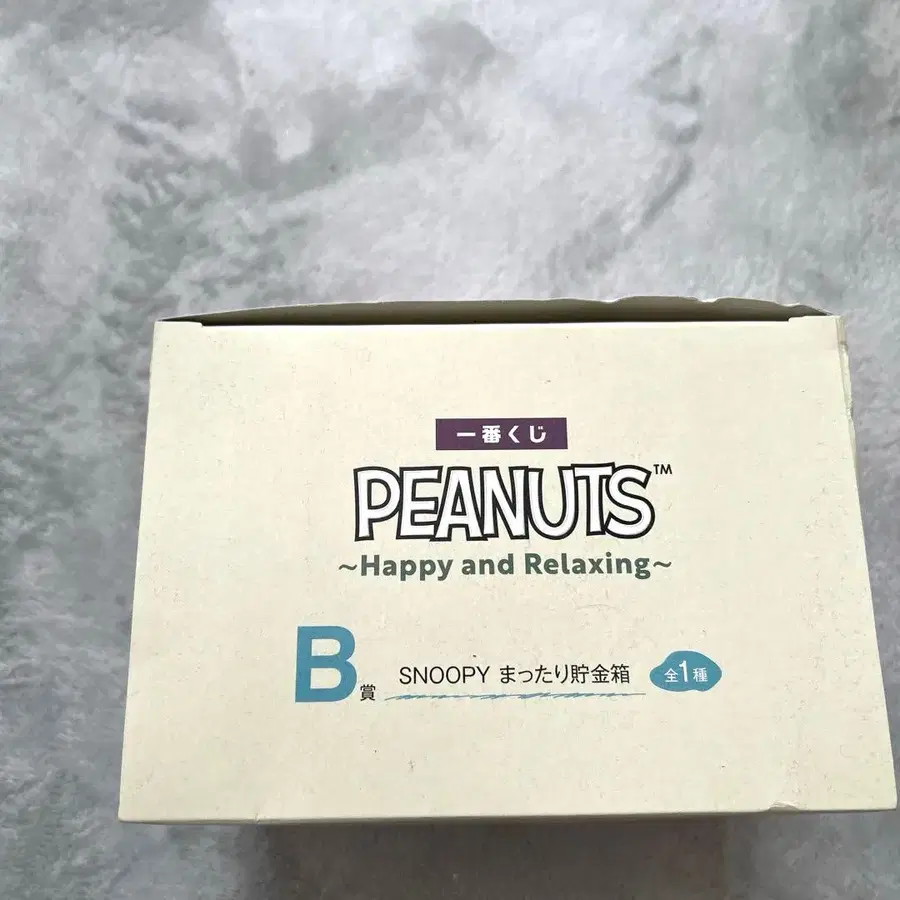 一番くじ
PEANUTS™
~Happy and Relaxing~
B賞 SNOOPY まったり貯金箱 全1種